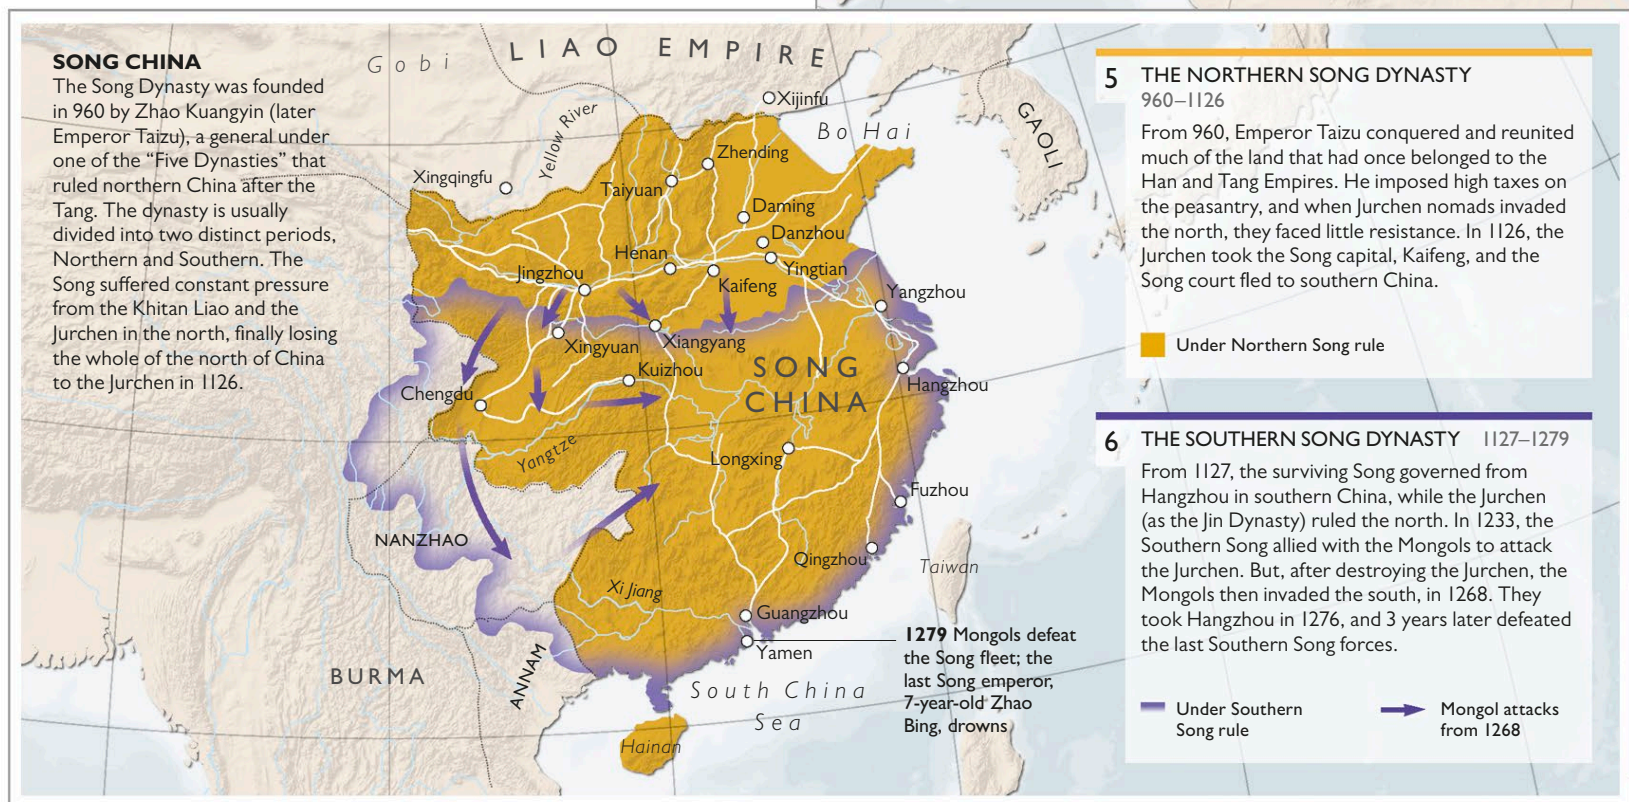 SONG CHINA
The Song Dynasty was founded
in 960 by Zhao Kuangyin (later
Emperor Taizu), a general under
one of the “Five Dynasties” that
ruled northern China after the
Tang. The dynasty is usually
divided into two distinct periods,
Northern and Southern. The
Song suffered constant pressure
from the Khitan Liao and the
Jurchen in the north, finally losing
the whole of the north of China
to the Jurchen in 1126.
Gobi
LIAO EMPIRE
Xijinfu
Bo Hai
GAOLI
Yellow River
Zhending
Xingqingfu
Taiyuan
Daming
Danzhou
Henan
Yingtian
Jingzhou
Kaifeng
Yangzhou
Xingyuan
Xiangyang
Kuizhou
SONG
CHINA
Hangzhou
Chengdu
Yangtze
Longxing
Fuzhou
NANZHAO
Qingzhou
Taiwan
Xi Jiang
Guangzhou
Yamen
BURMA
ANNAM
South China
Sea
Hainan
1279 Mongols defeat
the Song fleet; the
last Song emperor,
7-year-old Zhao
Bing, drowns
5 THE NORTHERN SONG DYNASTY
960–1126
From 960, Emperor Taizu conquered and reunited
much of the land that had once belonged to the
Han and Tang Empires. He imposed high taxes on
the peasantry, and when Jurchen nomads invaded
the north, they faced little resistance. In 1126, the
Jurchen took the Song capital, Kaifeng, and the
Song court fled to southern China.
Under Northern Song rule
6 THE SOUTHERN SONG DYNASTY 1127–1279
From 1127, the surviving Song governed from
Hangzhou in southern China, while the Jurchen
(as the Jin Dynasty) ruled the north. In 1233, the
Southern Song allied with the Mongols to attack
the Jurchen. But, after destroying the Jurchen, the
Mongols then invaded the south, in 1268. They
took Hangzhou in 1276, and 3 years later defeated
the last Southern Song forces.
Under Southern
Song rule
Mongol attacks
from 1268